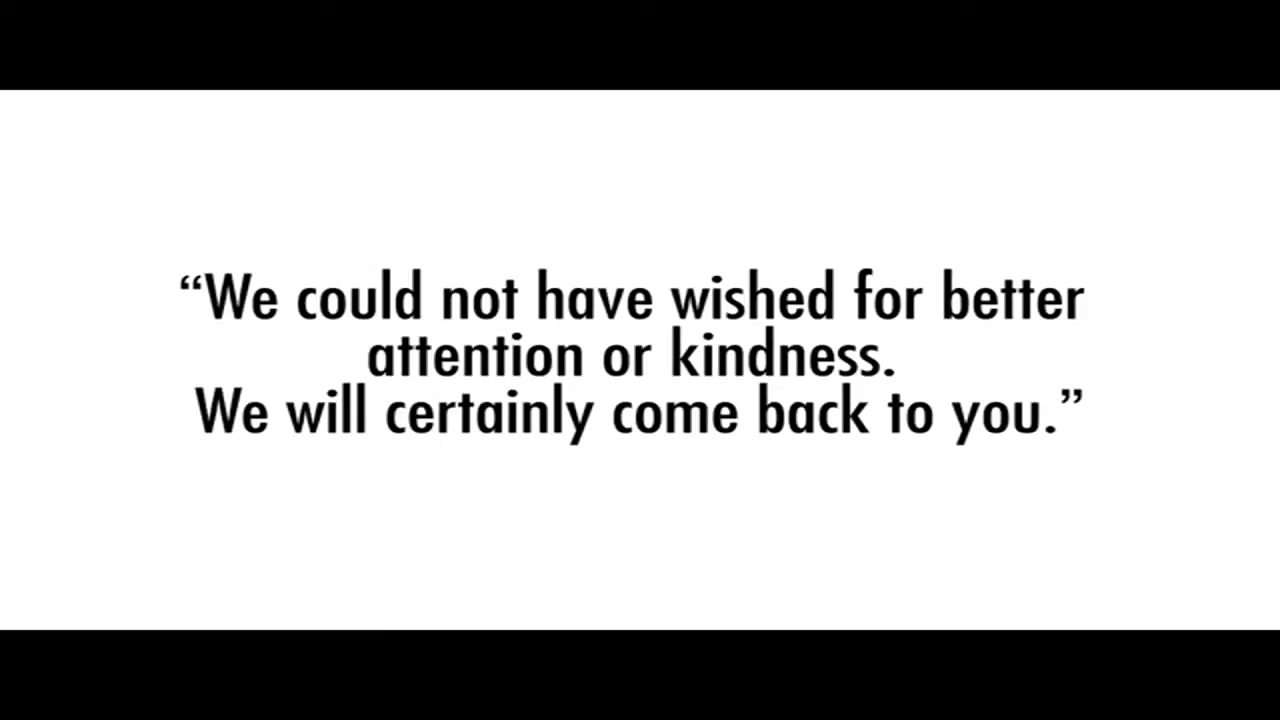 “We could not have wished for better
attention or kindness.
We will certainly come back to you.”